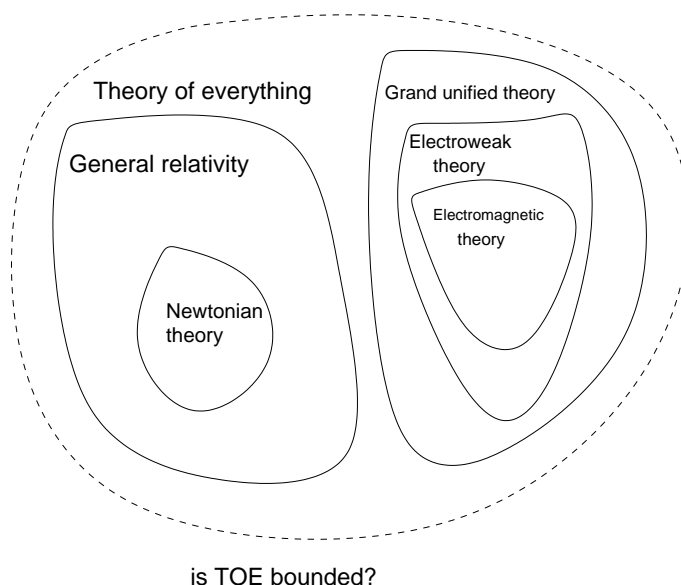 Theory of everything
Grand unified theory
General relativity
Electroweak
theory
Electromagnetic
theory
Newtonian
theory
is TOE bounded?